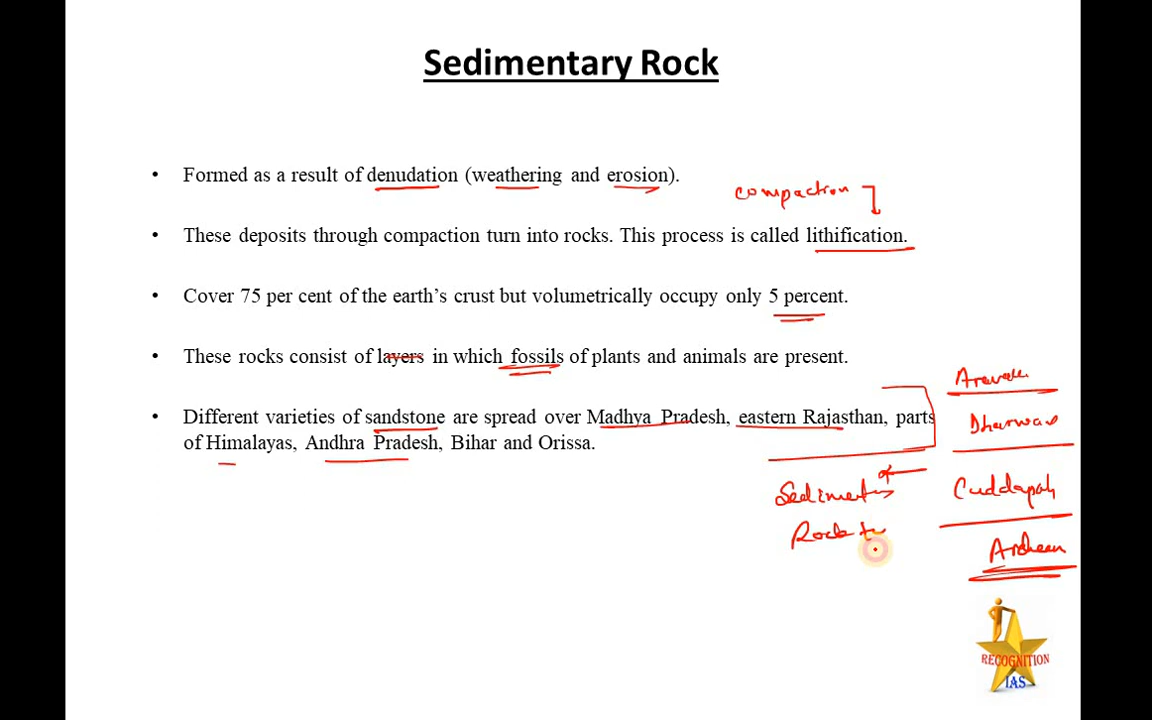 Sedimentary Rock
• Formed as a result of denudation (weathering and erosion).
compaction
• These deposits through compaction turn into rocks. This process is called lithification.
• Cover 75 per cent of the earth's crust but volumetrically occupy only 5 percent.
• These rocks consist of layers in which fossils of plants and animals are present.
• Different varieties of sandstone are spread over Madhya Pradesh, eastern Rajasthan, parts
of Himalayas, Andhra Pradesh, Bihar and Orissa.
Dharwar
Cuddapah
Archean
Rock
RECOGNITION
IAS